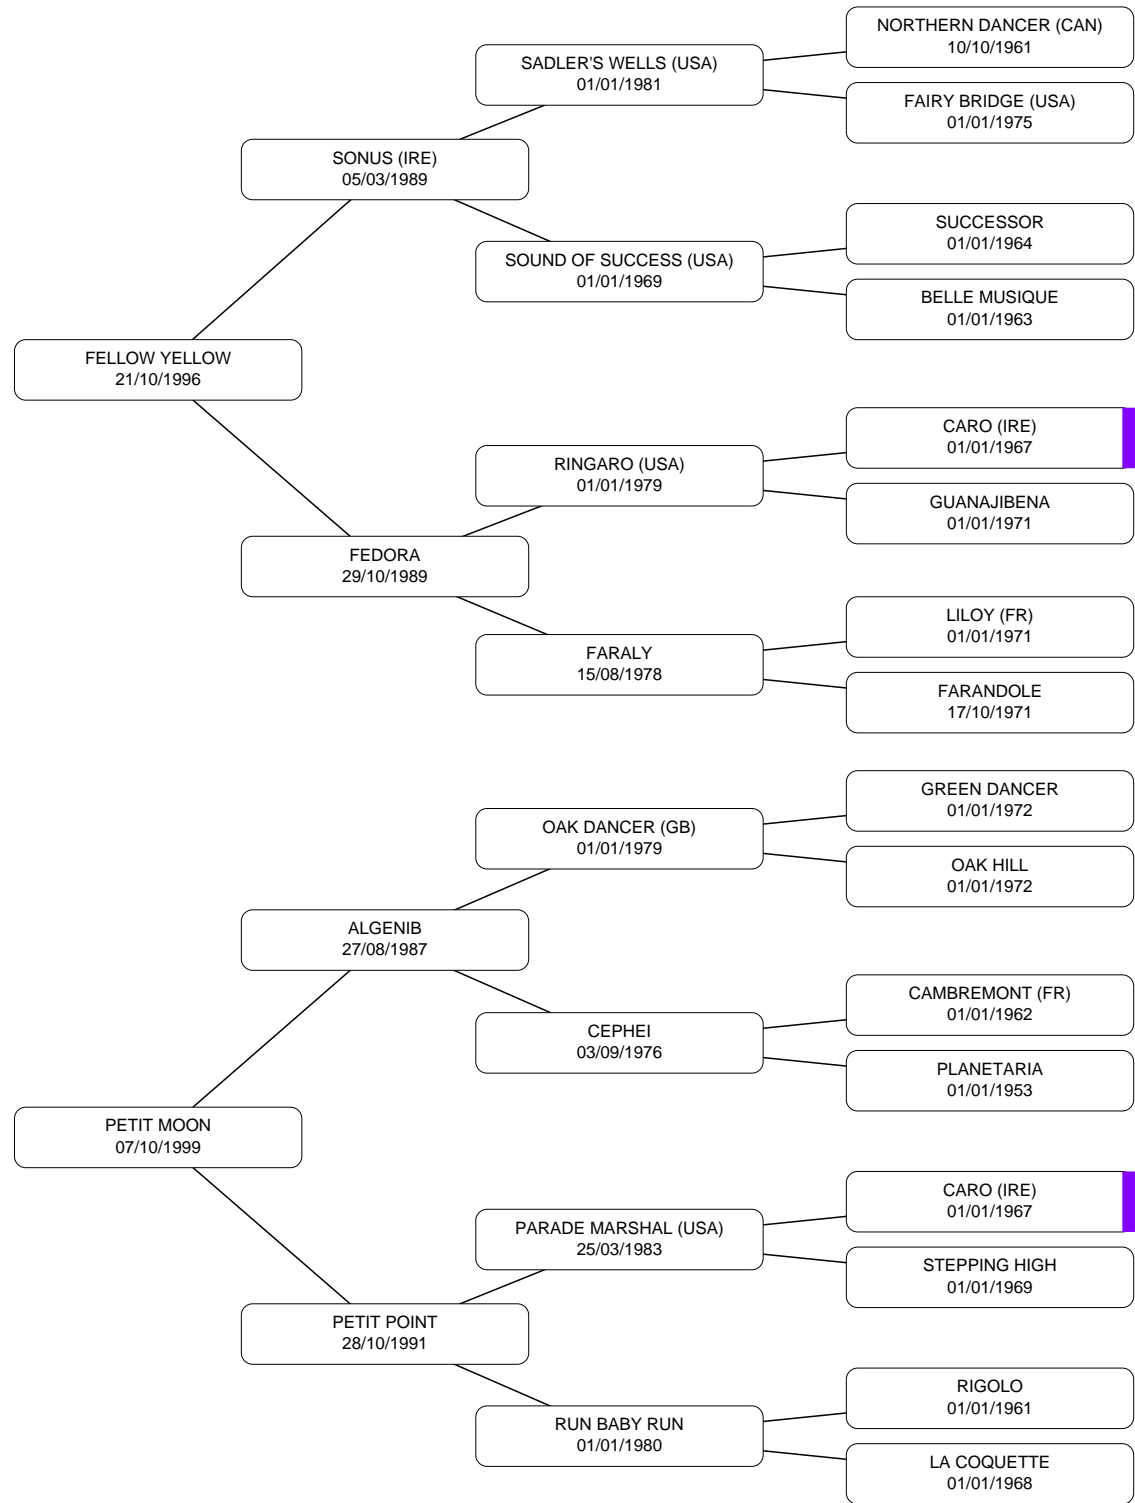 NORTHERN DANCER (CAN)
10/10/1961
SADLER'S WELLS (USA)
01/01/1981
FAIRY BRIDGE (USA)
01/01/1975
SONUS (IRE)
05/03/1989
SUCCESSOR
01/01/1964
SOUND OF SUCCESS (USA)
01/01/1969
BELLE MUSIQUE
01/01/1963
FELLOW YELLOW
21/10/1996
CARO (IRE)
01/01/1967
RINGARO (USA)
01/01/1979
GUANAJIBENA
01/01/1971
FEDORA
29/10/1989
LILOY (FR)
01/01/1971
FARALY
15/08/1978
FARANDOLE
17/10/1971
GREEN DANCER
01/01/1972
OAK DANCER (GB)
01/01/1979
OAK HILL
01/01/1972
ALGENIB
27/08/1987
CAMBREMONT (FR)
01/01/1962
CEPHEI
03/09/1976
PLANETARIA
01/01/1953
PETIT MOON
07/10/1999
CARO (IRE)
01/01/1967
PARADE MARSHAL (USA)
25/03/1983
STEPPING HIGH
01/01/1969
PETIT POINT
28/10/1991
RIGOLO
01/01/1961
RUN BABY RUN
01/01/1980
LA COQUETTE
01/01/1968